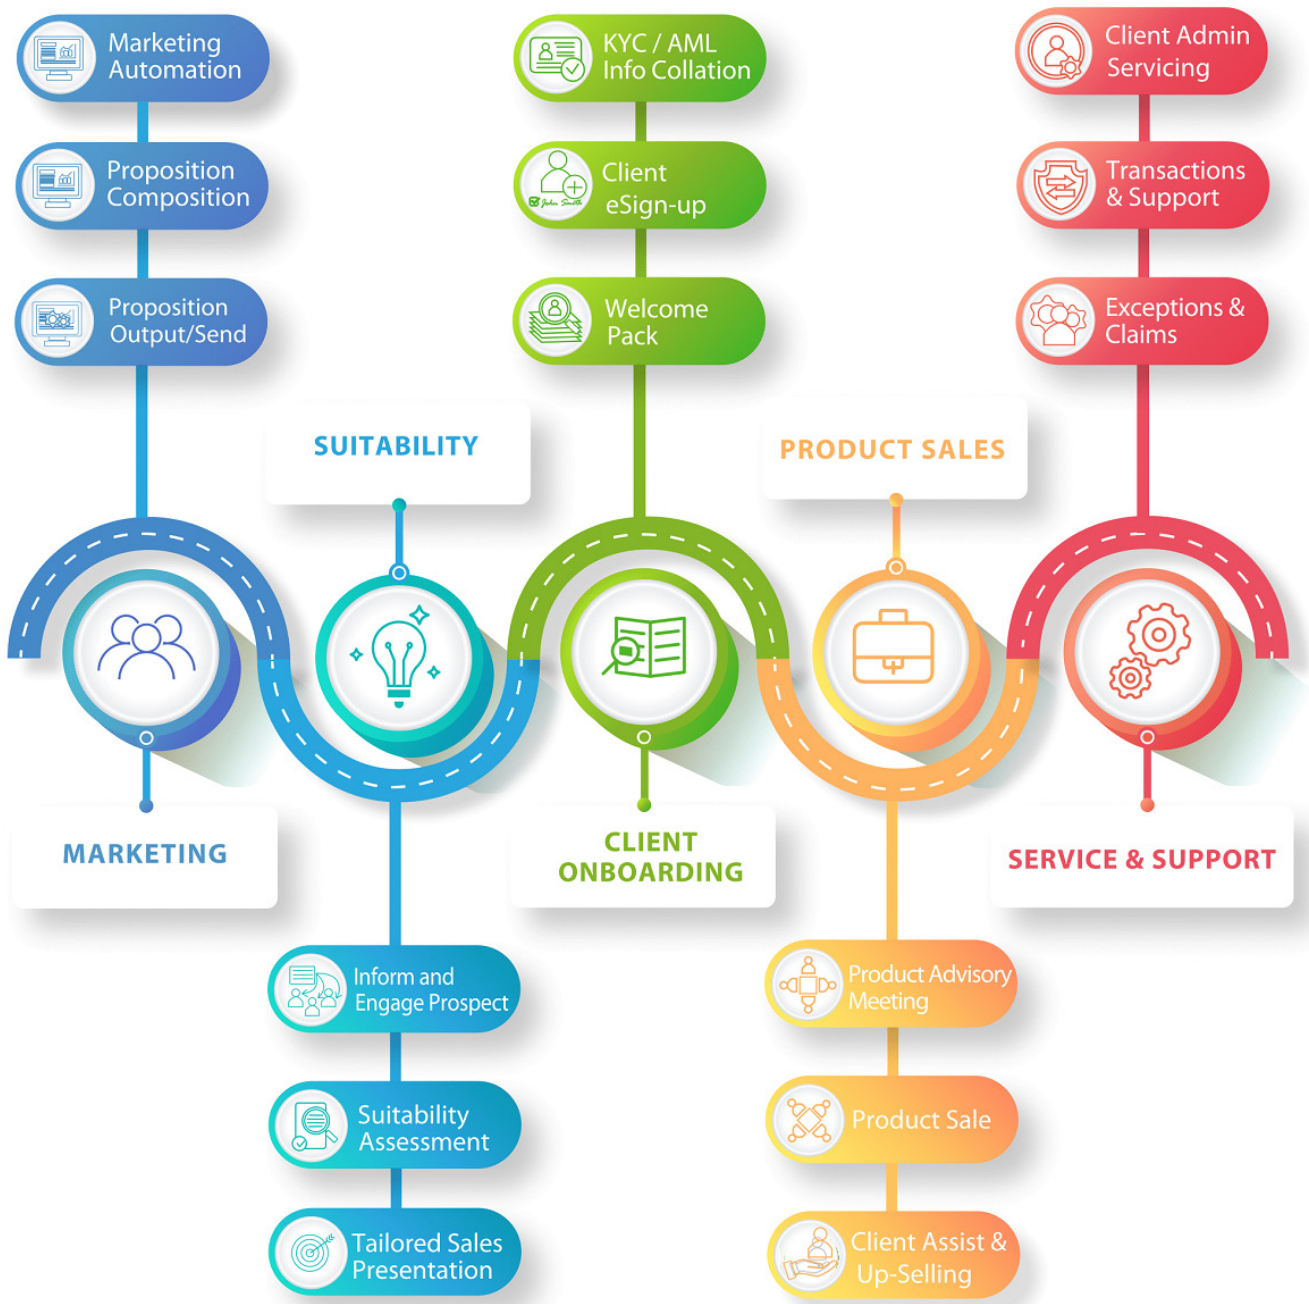 Marketing
Automation
Proposition
Composition
Proposition
Output/Send
MARKETING
SUITABILITY
Inform and
Engage Prospect
Suitability
Assessment
Tailored Sales
Presentation
KYC / AML
Info Collation
Client
eSign-up
John Smith
Welcome
Pack
CLIENT
ONBOARDING
PRODUCT SALES
Product Advisory
Meeting
Product Sale
Client Assist &
Up-Selling
Client Admin
Servicing
Transactions
& Support
Exceptions &
Claims
SERVICE & SUPPORT